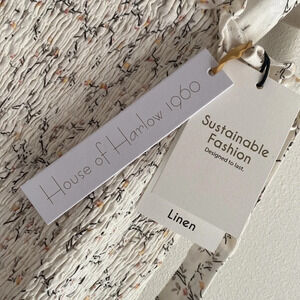 House of Harlow 1960
Sustainable
Fashion
Designed to last.
Linen